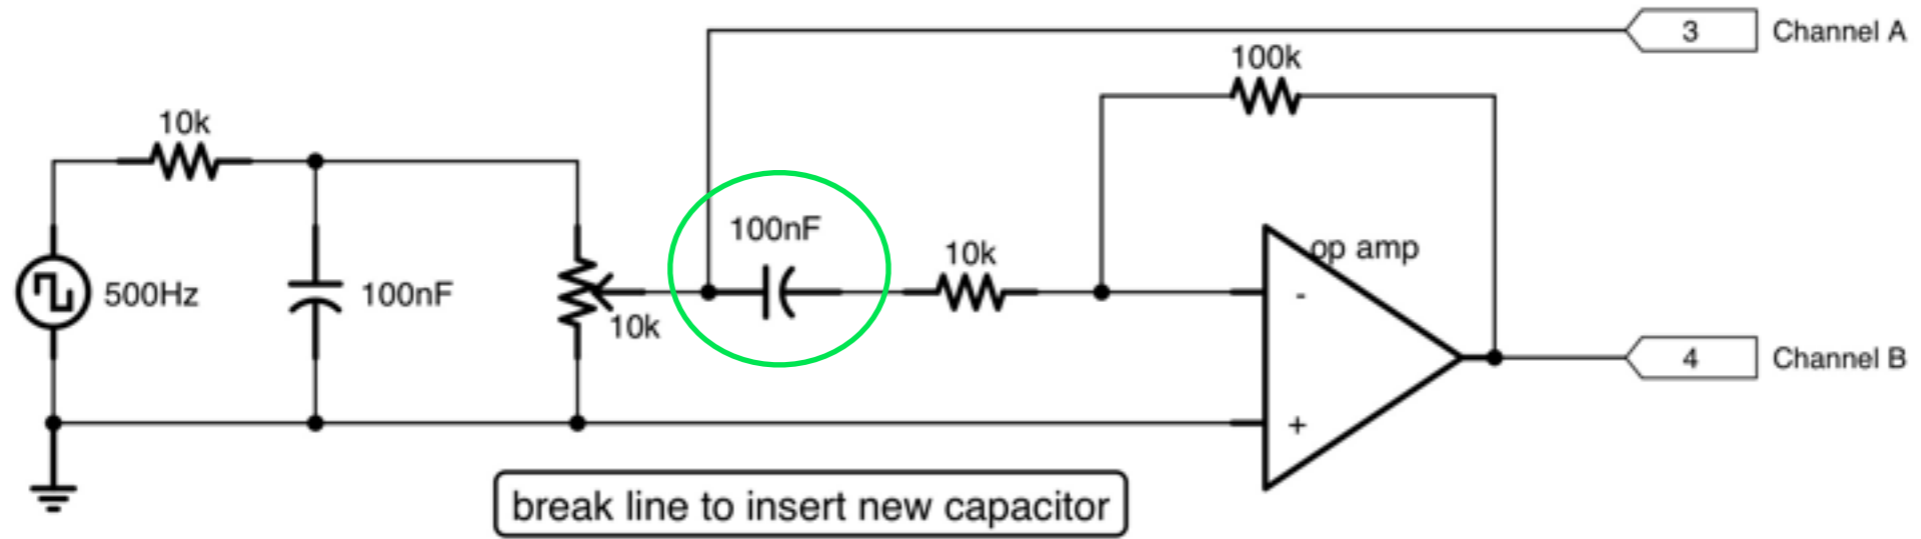 3 Channel A
100k
10k
100nF
10k
op amp
500Hz
100nF
10k
-
4 Channel B
+
break line to insert new capacitor